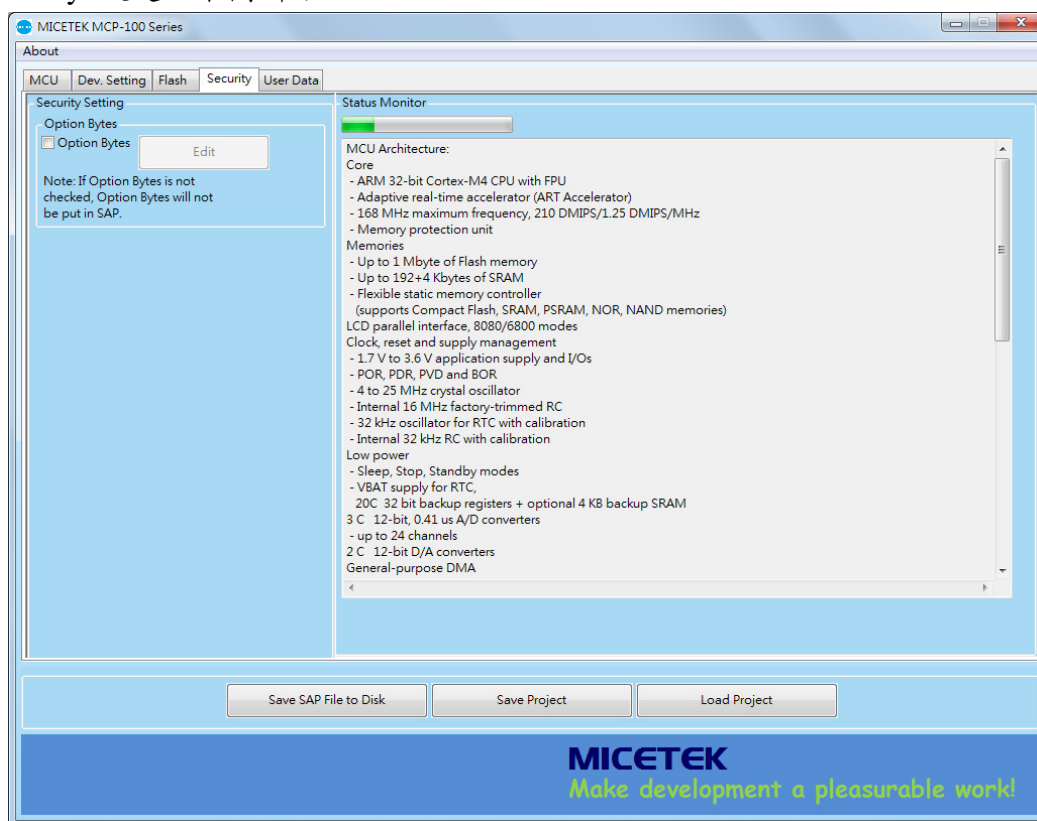 MICETEK MCP-100 Series
About
MCU Dev. Setting Flash Security User Data
Security Setting
Option Bytes
Option Bytes
Edit
Note: If Option Bytes is not
checked, Option Bytes will not
be put in SAP.
Status Monitor
MCU Architecture:
Core
- ARM 32-bit Cortex-M4 CPU with FPU
- Adaptive real-time accelerator (ART Accelerator)
- 168 MHz maximum frequency, 210 DMIPS/1.25 DMIPS/MHz
- Memory protection unit
Memories
- Up to 1 Mbyte of Flash memory
- Up to 192+4 Kbytes of SRAM
- Flexible static memory controller
(supports Compact Flash, SRAM, PSRAM, NOR, NAND memories)
LCD parallel interface, 8080/6800 modes
Clock, reset and supply management
- 1.7 V to 3.6 V application supply and I/Os
- POR, PDR, PVD and BOR
- 4 to 25 MHz crystal oscillator
- Internal 16 MHz factory-trimmed RC
- 32 kHz oscillator for RTC with calibration
- Internal 32 kHz RC with calibration
Low power
- Sleep, Stop, Standby modes
- VBAT supply for RTC,
20C 32 bit backup registers + optional 4 KB backup SRAM
3 C 12-bit, 0.41 us A/D converters
- up to 24 channels
2 C 12-bit D/A converters
General-purpose DMA
Save SAP File to Disk
Save Project
Load Project
MICETEK
Make development a pleasurable work!